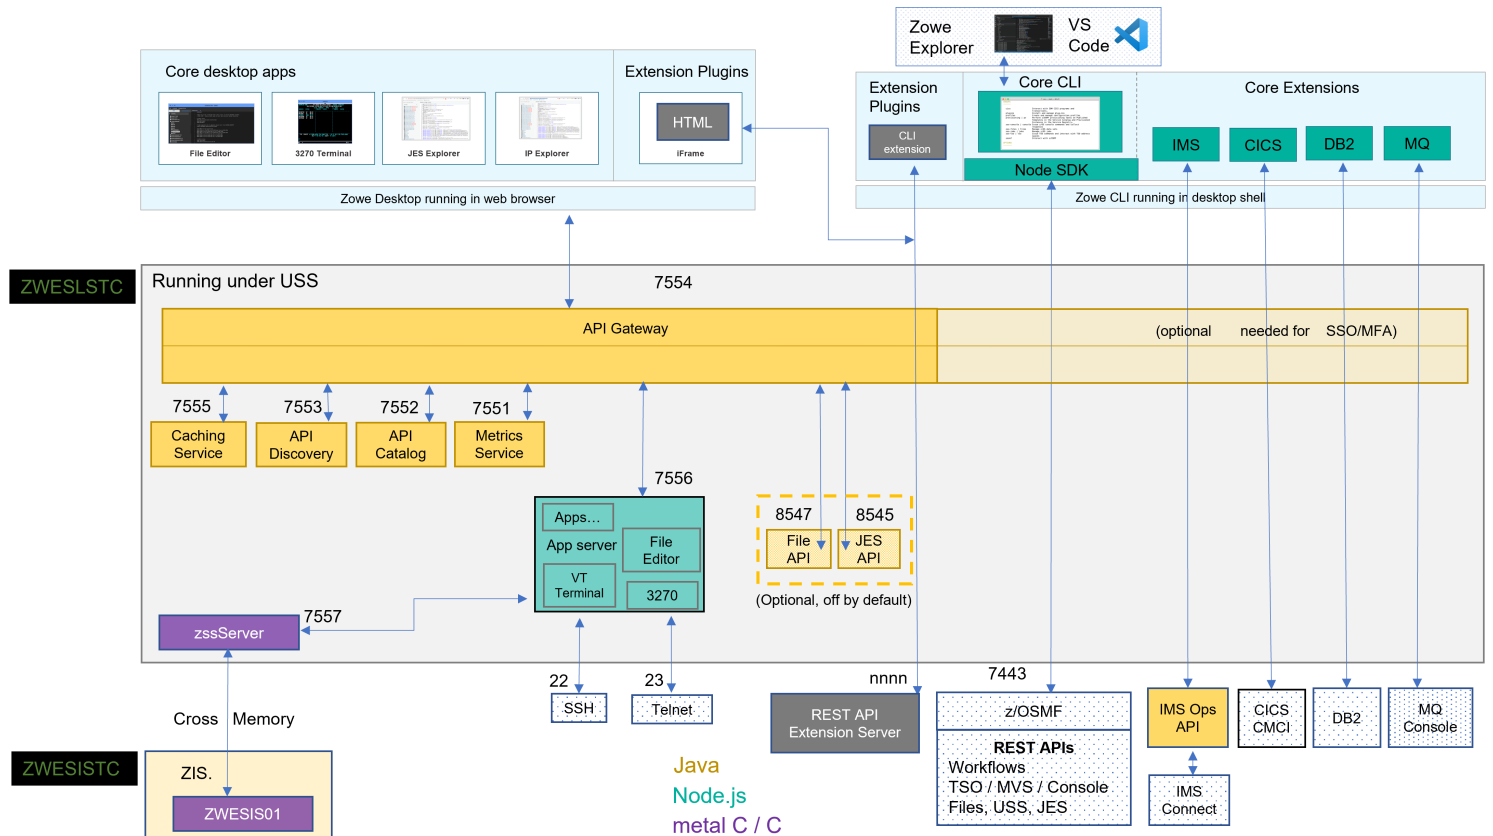 Zowe
Explorer
VS
Code
Core desktop apps
Extension Plugins
File Editor
3270 Terminal
JES Explorer
IP Explorer
HTML
iFrame
Zowe Desktop running in web browser
Extension
Plugins
CLI
extension
Core CLI
Node SDK
Core Extensions
IMS
CICS
DB2
MQ
Zowe CLI running in desktop shell
ZWESLSTC
Running under USS
7554
API Gateway
(optional needed for SSO/MFA)
7555
7553
7552
7551
Caching
Service
API
Discovery
API
Catalog
Metrics
Service
7556
Apps...
App server
File
Editor
VT
Terminal
3270
8547
8545
File
API
JES
API
(Optional, off by default)
zssServer
7557
22
SSH
23
Telnet
nnnn
REST API
Extension Server
7443
z/OSMF
REST APIs
Workflows
TSO / MVS / Console
Files, USS, JES
IMS Ops
API
IMS
Connect
CICS
CMCI
DB2
MQ
Console
Cross Memory
ZWESISTC
ZIS.
ZWESIS01
Java
Node.js
metal C / C